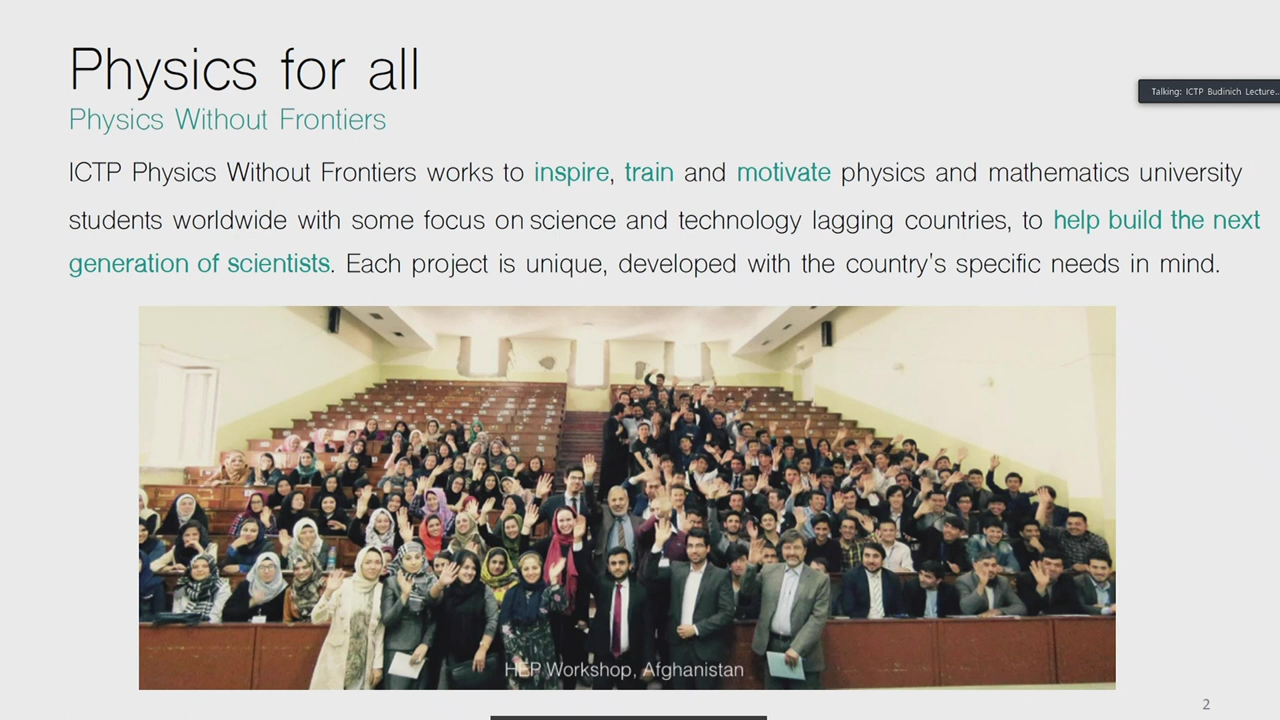 Physics for all
Physics Without Frontiers
Talking: ICTP Budinich Lecture...
ICTP Physics Without Frontiers works to inspire, train and motivate physics and mathematics university
students worldwide with some focus on science and technology lagging countries, to help build the next
generation of scientists. Each project is unique, developed with the country's specific needs in mind.
HEP Workshop, Afghanistan
2